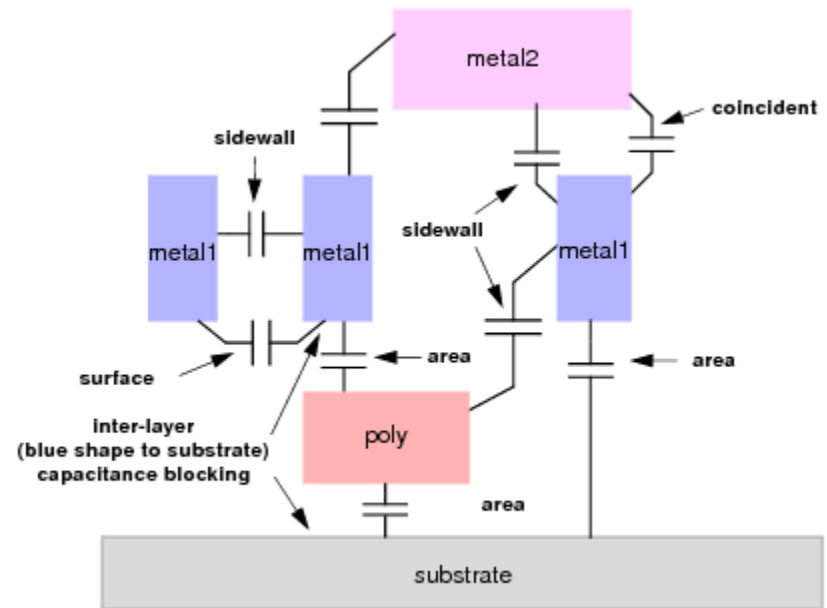 metal2
coincident
sidewall
metal1
metal1
sidewall
metal1
surface
area
area
inter-layer
(blue shape to substrate)
capacitance blocking
poly
area
substrate